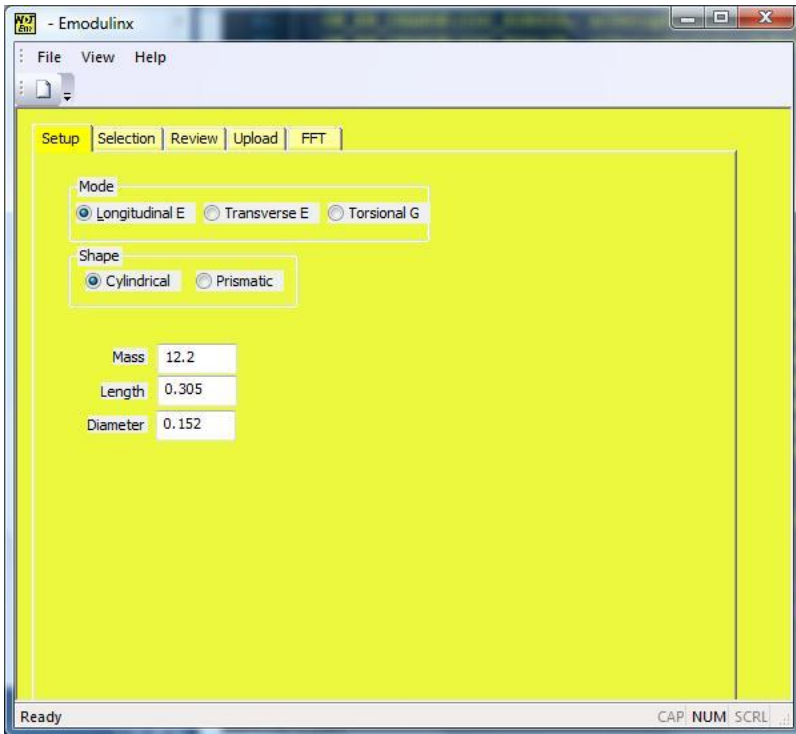 - Emodulinx
File View Help
Setup Selection Review Upload FFT
Mode
Longitudinal E Transverse E Torsional G
Shape
Cylindrical Prismatic
Mass 12.2
Length 0.305
Diameter 0.152
Ready CAP NUM SCRL